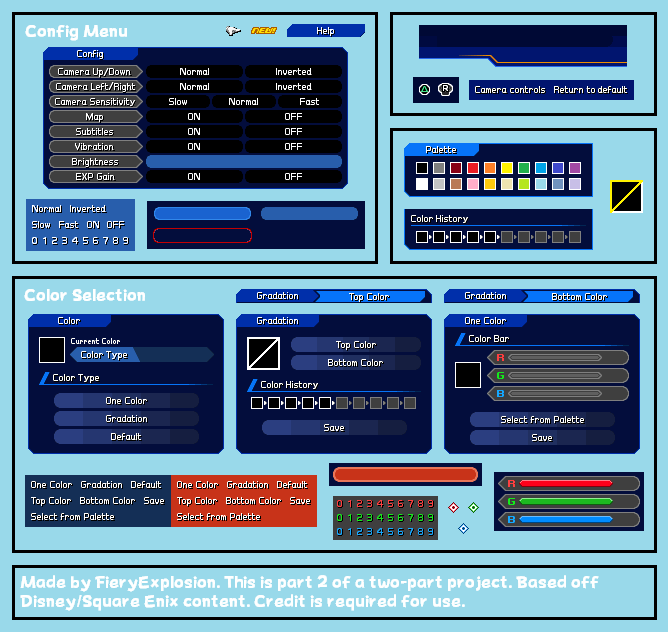 Config Menu
NEW!
Help
Config
Camera Up/Down Normal Inverted
Camera Left/Right Normal Inverted
Camera Sensitivity Slow Normal Fast
Map ON OFF
Subtitles ON OFF
Vibration ON OFF
Brightness
EXP Gain ON OFF
Normal Inverted
Slow Fast ON OFF
0 1 2 3 4 5 6 7 8 9
R Camera controls Return to default
Palette
Color History
Color Selection
Color
Current Color
Color Type
Color Type
One Color
Gradation
Default
Gradation Top Color
Gradation
Top Color
Bottom Color
Color History
Save
Gradation Bottom Color
One Color
Color Bar
R
G
B
Select from Palette
Save
One Color Gradation Default
Top Color Bottom Color Save
Select from Palette
One Color Gradation Default
Top Color Bottom Color Save
Select from Palette
0 1 2 3 4 5 6 7 8 9
0 1 2 3 4 5 6 7 8 9
0 1 2 3 4 5 6 7 8 9
R
G
B
Made by FieryExplosion. This is part 2 of a two-part project. Based off
Disney/Square Enix content. Credit is required for use.